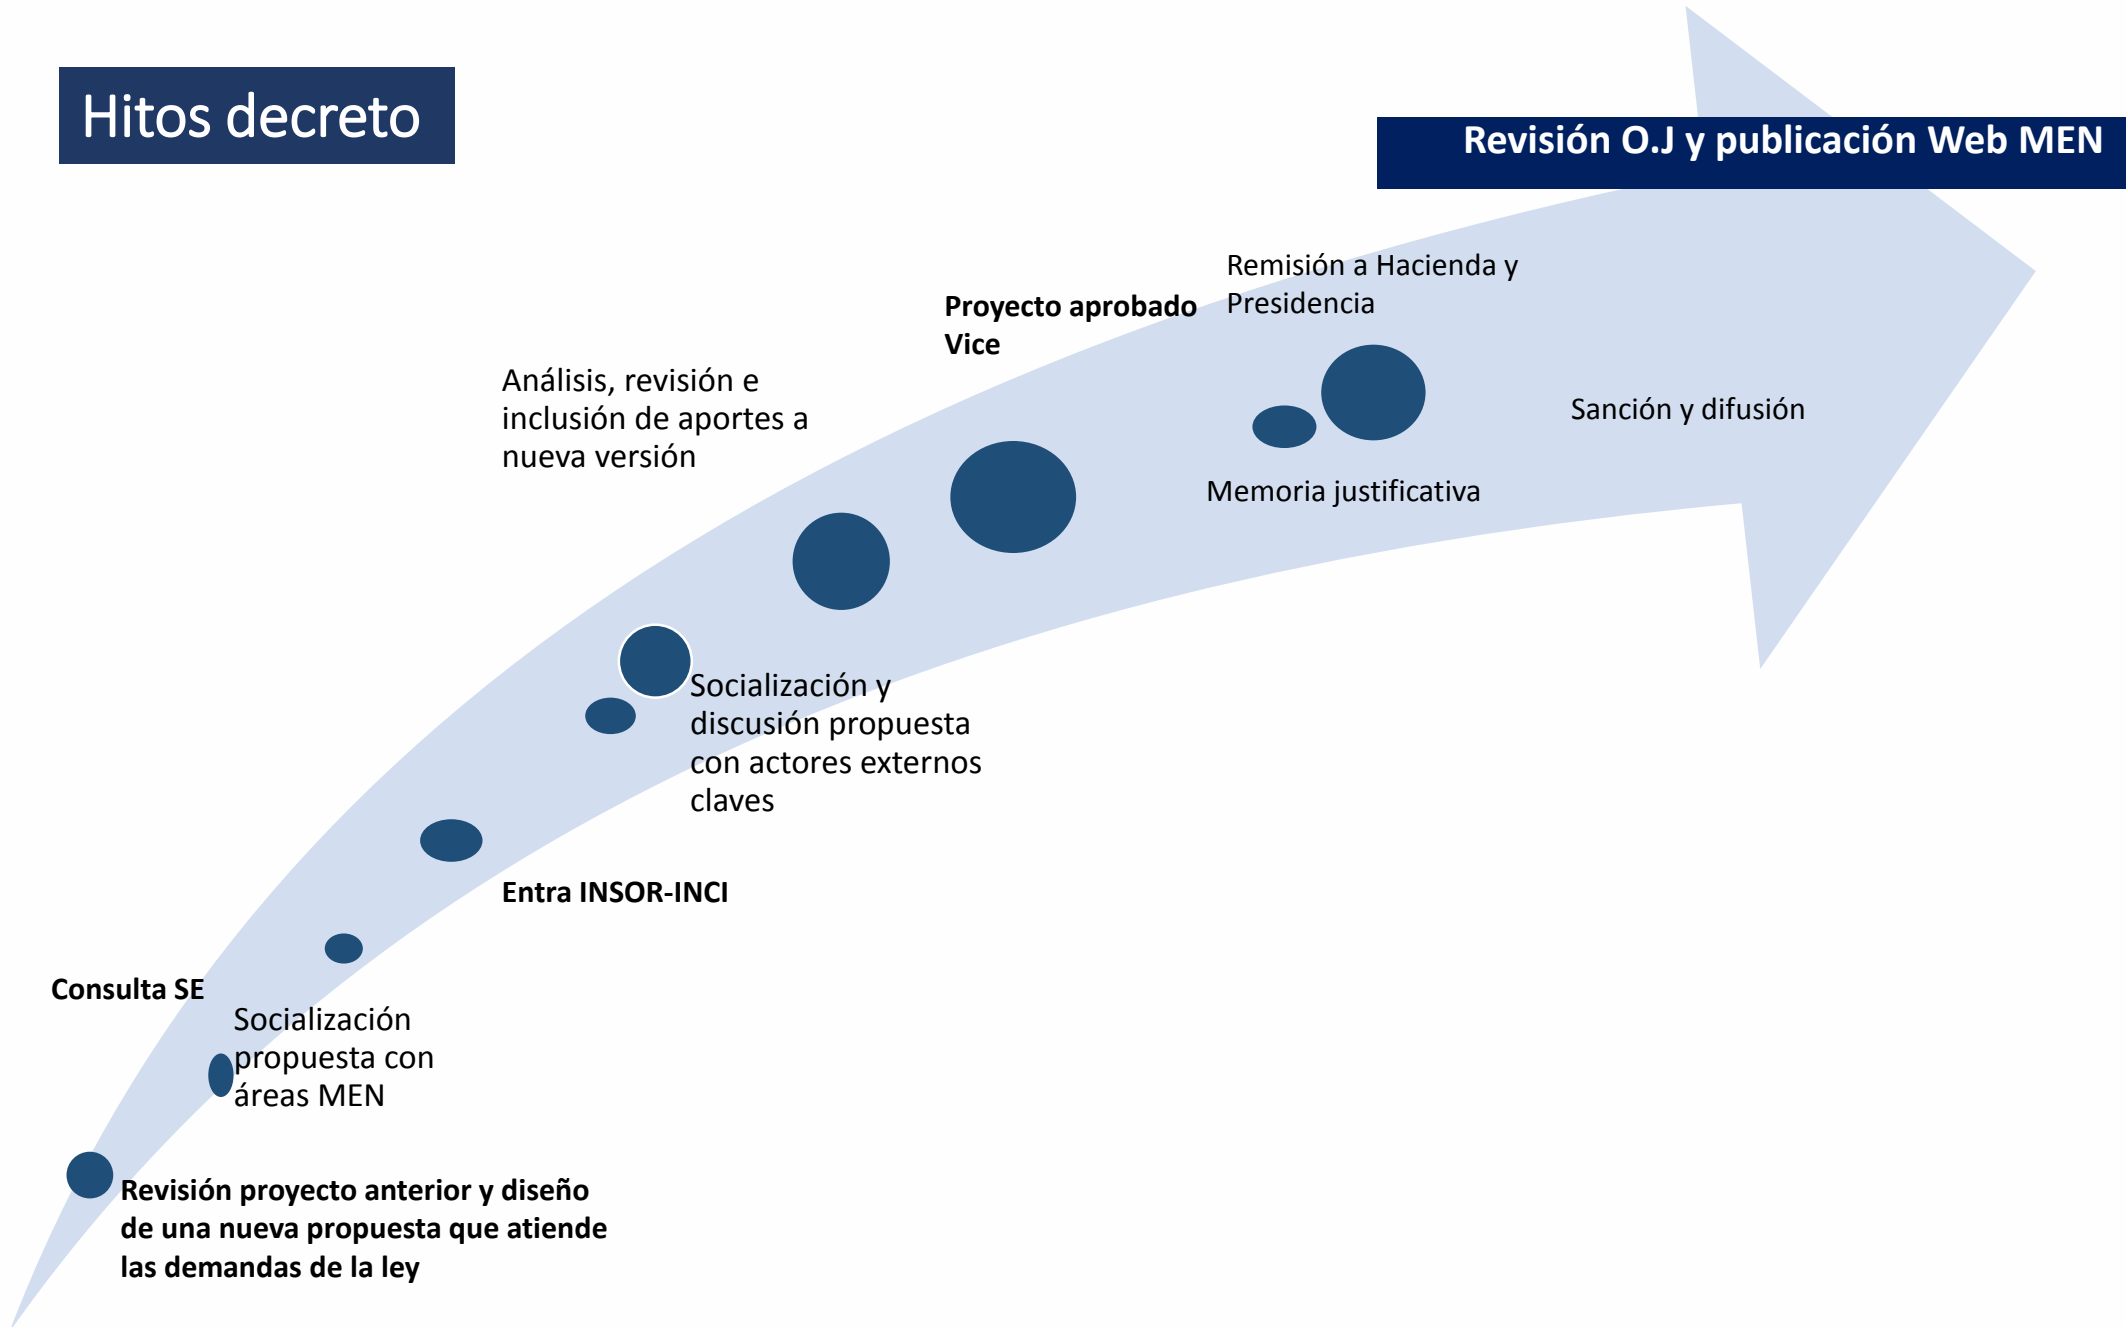 Hitos decreto
Revisión O.J y publicación Web MEN
Remisión a Hacienda y
Presidencia
Proyecto aprobado
Vice
Análisis, revisión e
inclusión de aportes a
nueva versión
Sanción y difusión
Memoria justificativa
Socialización y
discusión propuesta
con actores externos
claves
Entra INSOR-INCI
Consulta SE
Socialización
propuesta con
áreas MEN
Revisión proyecto anterior y diseño
de una nueva propuesta que atiende
las demandas de la ley